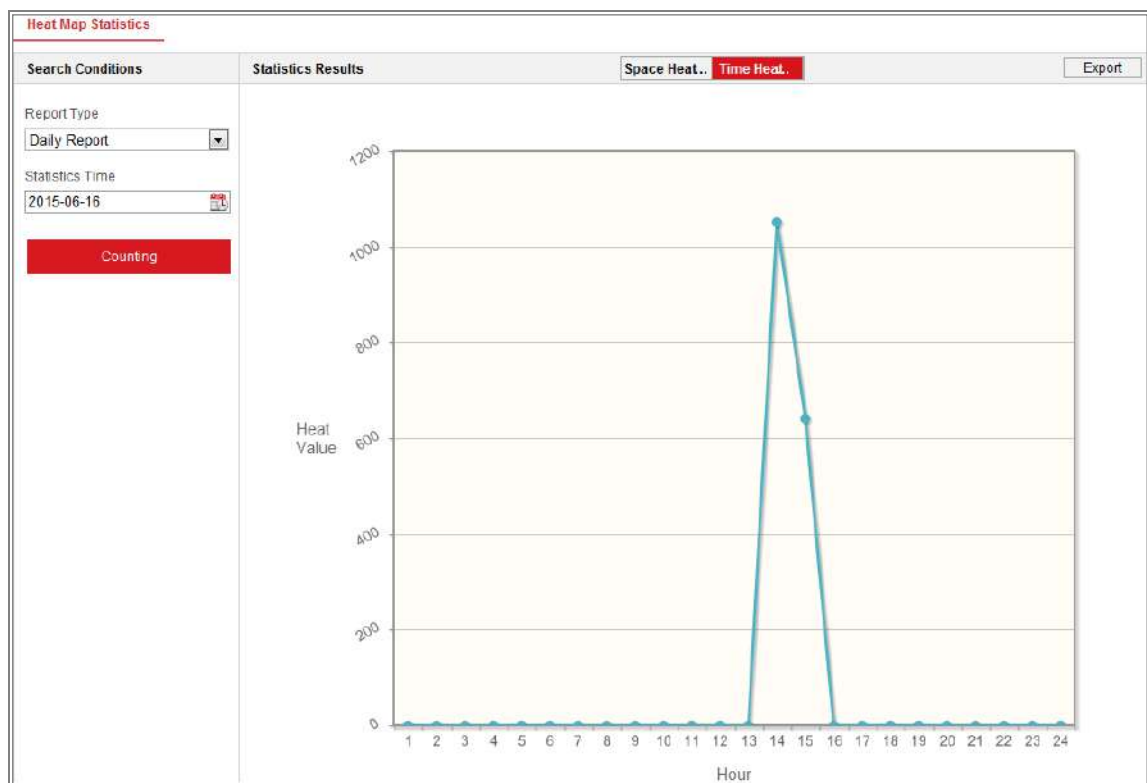 Heat Map Statistics
Search Conditions
Statistics Results
Space Heat...
Time Heat..
Export
Report Type
Daily Report
Statistics Time
2015-06-16
Counting
1200
1000
800
600
400
200
0
Heat
Value
1 2 3 4 5 6 7 8 9 10 11 12 13 14 15 16 17 18 19 20 21 22 23 24
Hour